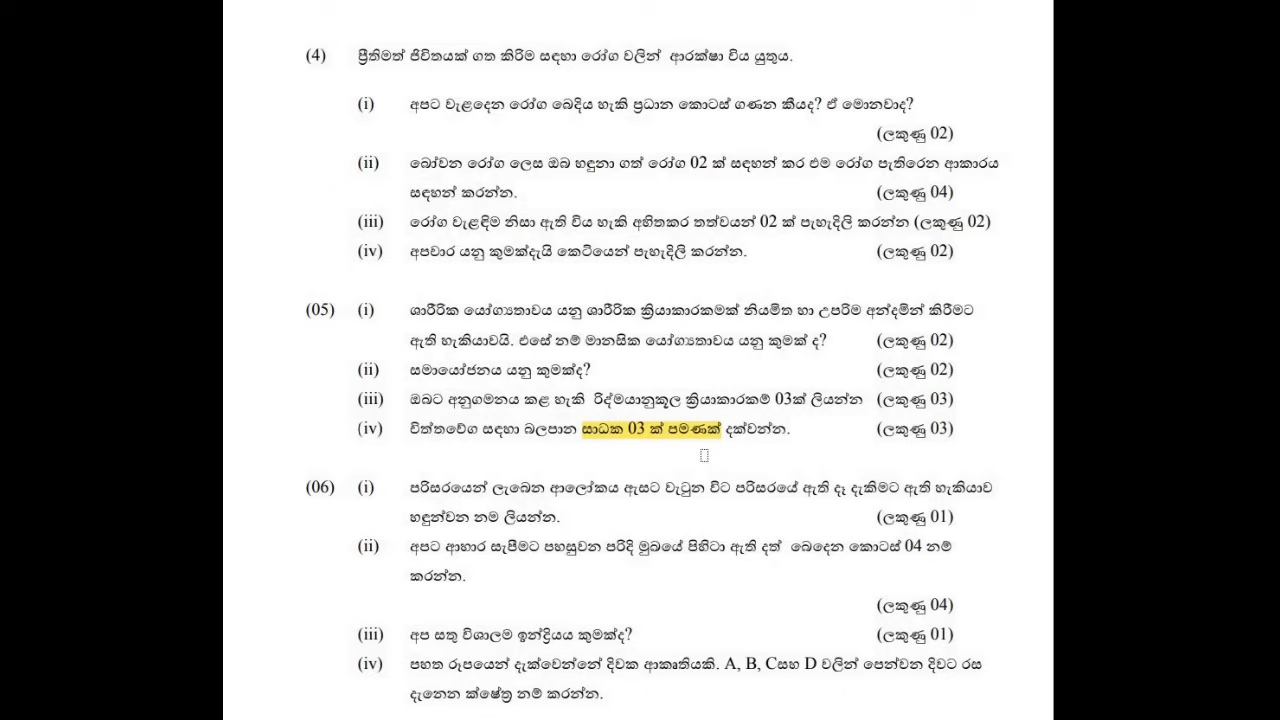 (4) ප්‍රීතිමත් ජිවිතයක් ගත කිරිම සඳහා රෝග වලින් ආරක්ෂා විය යුතුය.
(i) අපට වැළදෙන රෝග බෙදිය හැකි ප්‍රධාන කොටස් ගණන කීයද? ඒ මොනවාද?
(ලකුණු 02)
(ii) බෝවන රෝග ලෙස ඔබ හඳුනා ගත් රෝග 02 ක් සඳහන් කර එම රෝග පැතිරෙන ආකාරය
සඳහන් කරන්න. (ලකුණු 04)
(iii) රෝග වැළඳිම නිසා ඇති විය හැකි අහිතකර තත්වයන් 02 ක් පැහැදිලි කරන්න (ලකුණු 02)
(iv) අපචාර යනු කුමක්දැයි කෙටියෙන් පැහැදිලි කරන්න. (ලකුණු 02)
(05) (i) ශාරීරික යෝග්‍යතාවය යනු ශාරීරික ක්‍රියාකාරකමක් නියමිත හා උපරිම අන්දමින් කිරීමට
ඇති හැකියාවයි. එසේ නම් මානසික යෝග්‍යතාවය යනු කුමක් ද? (ලකුණු 02)
(ii) සමායෝජනය යනු කුමක්ද? (ලකුණු 02)
(iii) ඔබට අනුගමනය කළ හැකි රිද්මයානුකූල ක්‍රියාකාරකම් 03ක් ලියන්න (ලකුණු 03)
(iv) චිත්තවේග සඳහා බලපාන සාධක 03 ක් පමණක් දක්වන්න. (ලකුණු 03)
(06) (i) පරිසරයෙන් ලැබෙන ආලෝකය ඇසට වැටුන විට පරිසරයේ ඇති දෑ දැකිමට ඇති හැකියාව
හඳුන්වන නම ලියන්න. (ලකුණු 01)
(ii) අපට ආහාර සැපීමට පහසුවන පරිදි මුඛයේ පිහිටා ඇති දත් බෙදෙන කොටස් 04 නම්
කරන්න.
(ලකුණු 04)
(iii) අප සතු විශාලම ඉන්ද්‍රියය කුමක්ද? (ලකුණු 01)
(iv) පහත රූපයෙන් දැක්වෙන්නේ දිවක ආකෘතියකි. A, B, Cසහ D වලින් පෙන්වන දිවට රස
දැනෙන ක්ෂේත්‍ර නම් කරන්න.